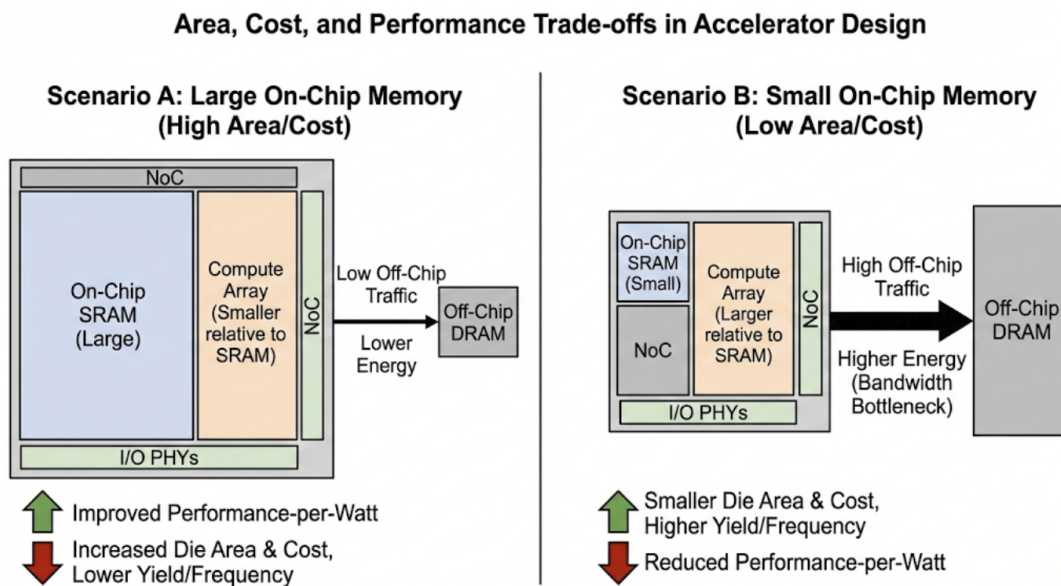 Area, Cost, and Performance Trade-offs in Accelerator Design
Scenario A: Large On-Chip Memory
(High Area/Cost)
NoC
On-Chip
SRAM
(Large)
Compute
Array
(Smaller
relative to
SRAM)
NoC
I/O PHYs
Low Off-Chip
Traffic
Lower
Energy
Off-Chip
DRAM
Improved Performance-per-Watt
Increased Die Area & Cost,
Lower Yield/Frequency
Scenario B: Small On-Chip Memory
(Low Area/Cost)
On-Chip
SRAM
(Small)
NoC
Compute
Array
(Larger
relative to
SRAM)
NoC
I/O PHYs
High Off-Chip
Traffic
Higher Energy
(Bandwidth
Bottleneck)
Off-Chip
DRAM
Smaller Die Area & Cost,
Higher Yield/Frequency
Reduced Performance-per-Watt